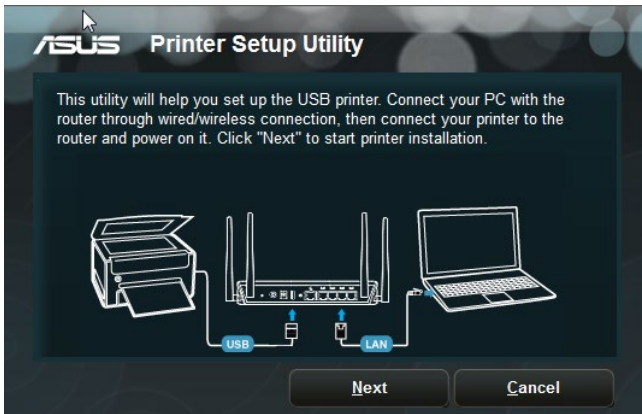 ASUS Printer Setup Utility
This utility will help you set up the USB printer. Connect your PC with the
router through wired/wireless connection, then connect your printer to the
router and power on it. Click "Next" to start printer installation.
USB
LAN
Next
Cancel